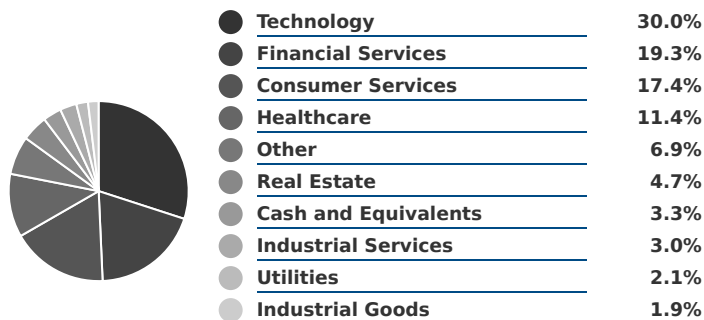 Technology 30.0%
Financial Services 19.3%
Consumer Services 17.4%
Healthcare 11.4%
Other 6.9%
Real Estate 4.7%
Cash and Equivalents 3.3%
Industrial Services 3.0%
Utilities 2.1%
Industrial Goods 1.9%